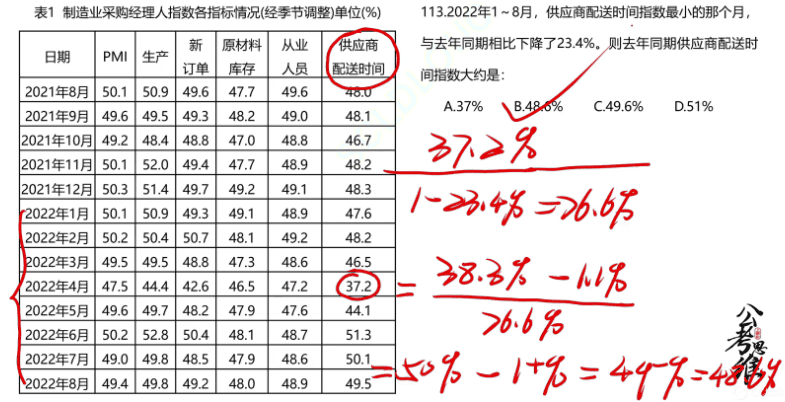 表1 制造业采购经理人指数各指标情况(经季节调整)单位(%)
日期 PMI 生产 新订单 原材料库存 从业人员 供应商配送时间
2021年8月 50.1 50.9 49.6 47.7 49.6 48.0
2021年9月 49.6 49.5 49.3 48.2 49.0 48.1
2021年10月 49.2 48.4 48.8 47.0 48.8 46.7
2021年11月 50.1 52.0 49.4 47.7 48.9 48.2
2021年12月 50.3 51.4 49.7 49.2 49.1 48.3
2022年1月 50.1 50.9 49.3 49.1 48.9 47.6
2022年2月 50.2 50.4 50.7 48.1 49.2 48.2
2022年3月 49.5 49.5 48.8 47.3 48.6 46.5
2022年4月 47.5 44.4 42.6 46.5 47.2 37.2
2022年5月 49.6 49.7 48.2 47.9 47.6 44.1
2022年6月 50.2 52.8 50.4 48.1 48.7 51.3
2022年7月 49.0 49.8 48.5 47.9 48.6 50.1
2022年8月 49.4 49.8 49.2 48.0 48.9 49.5
113.2022年1～8月，供应商配送时间指数最小的那个月，
与去年同期相比下降了23.4%。则去年同期供应商配送时
间指数大约是：
A.37% B.48.6% C.49.6% D.51%
37.2%
1-23.4%=76.6%
= 38.3% - 1.1%
76.6%
=50% - 1+% = 49-% = 48.6%
公考思维